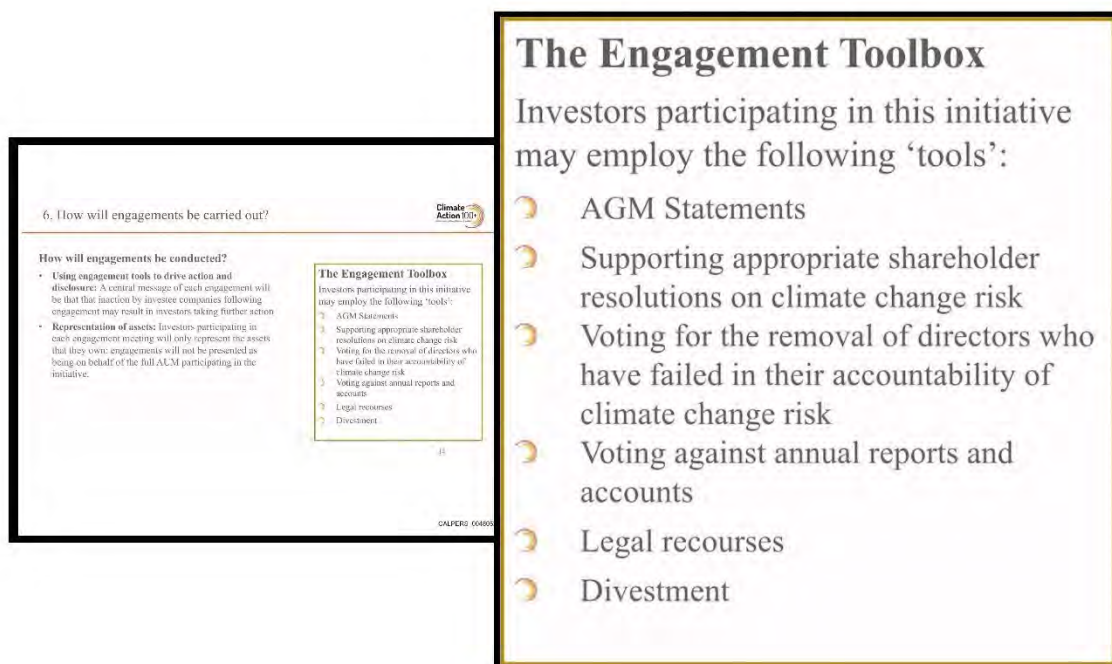 6. How will engagements be carried out?
Climate
Action 100+
How will engagements be conducted?
• Using engagement tools to drive action and
disclosure: A central message of each engagement will
be that that inaction by investee companies following
engagement may result in investors taking further action
• Representation of assets: Investors participating in
each engagement meeting will only represent the assets
that they own; engagements will not be presented as
being on behalf of the full AUM participating in the
initiative.
The Engagement Toolbox
Investors participating in this initiative
may employ the following ‘tools’:
AGM Statements
Supporting appropriate shareholder
resolutions on climate change risk
Voting for the removal of directors who
have failed in their accountability of
climate change risk
Voting against annual reports and
accounts
Legal recourses
Divestment
CALPERS
The Engagement Toolbox
Investors participating in this initiative
may employ the following ‘tools’:
AGM Statements
Supporting appropriate shareholder
resolutions on climate change risk
Voting for the removal of directors who
have failed in their accountability of
climate change risk
Voting against annual reports and
accounts
Legal recourses
Divestment